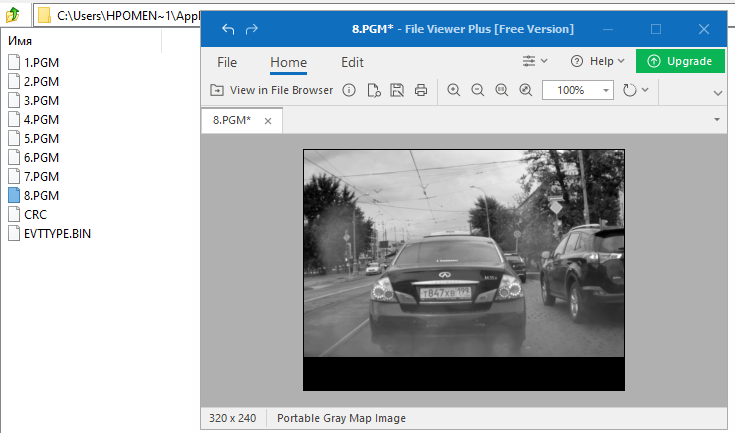 C:\Users\HPOMEN~1\Appl
Имя
1.PGM
2.PGM
3.PGM
4.PGM
5.PGM
6.PGM
7.PGM
8.PGM
CRC
EVTTYPE.BIN
8.PGM* - File Viewer Plus [Free Version]
File Home Edit Help Upgrade
View in File Browser 100%
8.PGM*
Т847ХВ 199
320 x 240 Portable Gray Map Image